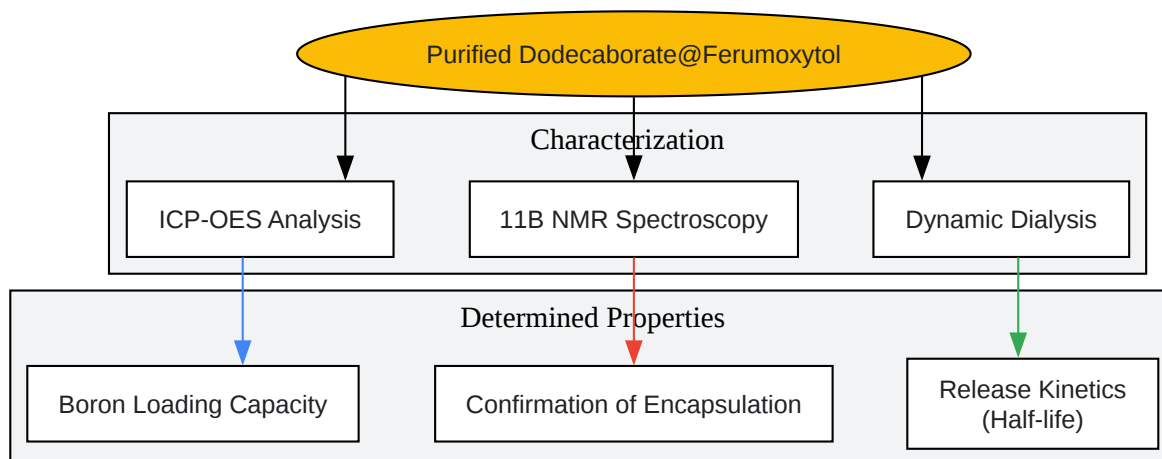 Purified Dodecaborate@Ferumoxytol
Characterization
ICP-OES Analysis
11B NMR Spectroscopy
Dynamic Dialysis
Determined Properties
Boron Loading Capacity
Confirmation of Encapsulation
Release Kinetics
(Half-life)